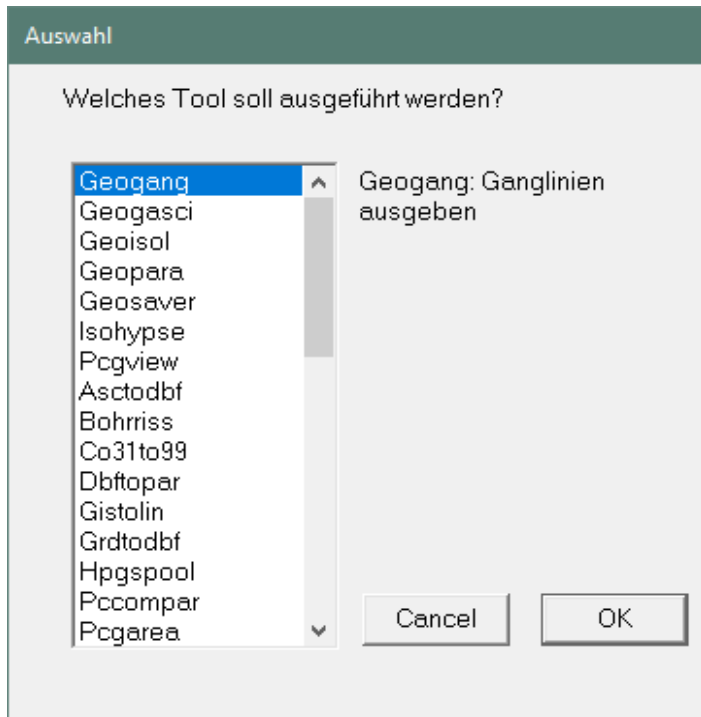 Auswahl
Welches Tool soll ausgeführt werden?
Geogang
Geogasci
Geoisol
Geopara
Geosaver
Isohypse
Pcgview
Asctodbf
Bohrriss
Co31to99
Dbftopar
Gistolin
Grdtodbf
Hpgspool
Pccompar
Pcgarea
Geogang: Ganglinien
ausgeben
Cancel
OK